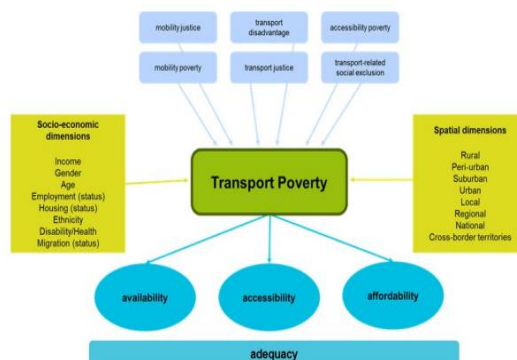 mobility justice
transport
disadvantage
accessibility poverty
mobility poverty
transport justice
transport-related
social exclusion
Socio-economic
dimensions
Income
Gender
Age
Employment (status)
Housing (status)
Ethnicity
Disability/Health
Migration (status)
Transport Poverty
Spatial dimensions
Rural
Peri-urban
Suburban
Urban
Local
Regional
National
Cross-border territories
availability
accessibility
affordability
adequacy